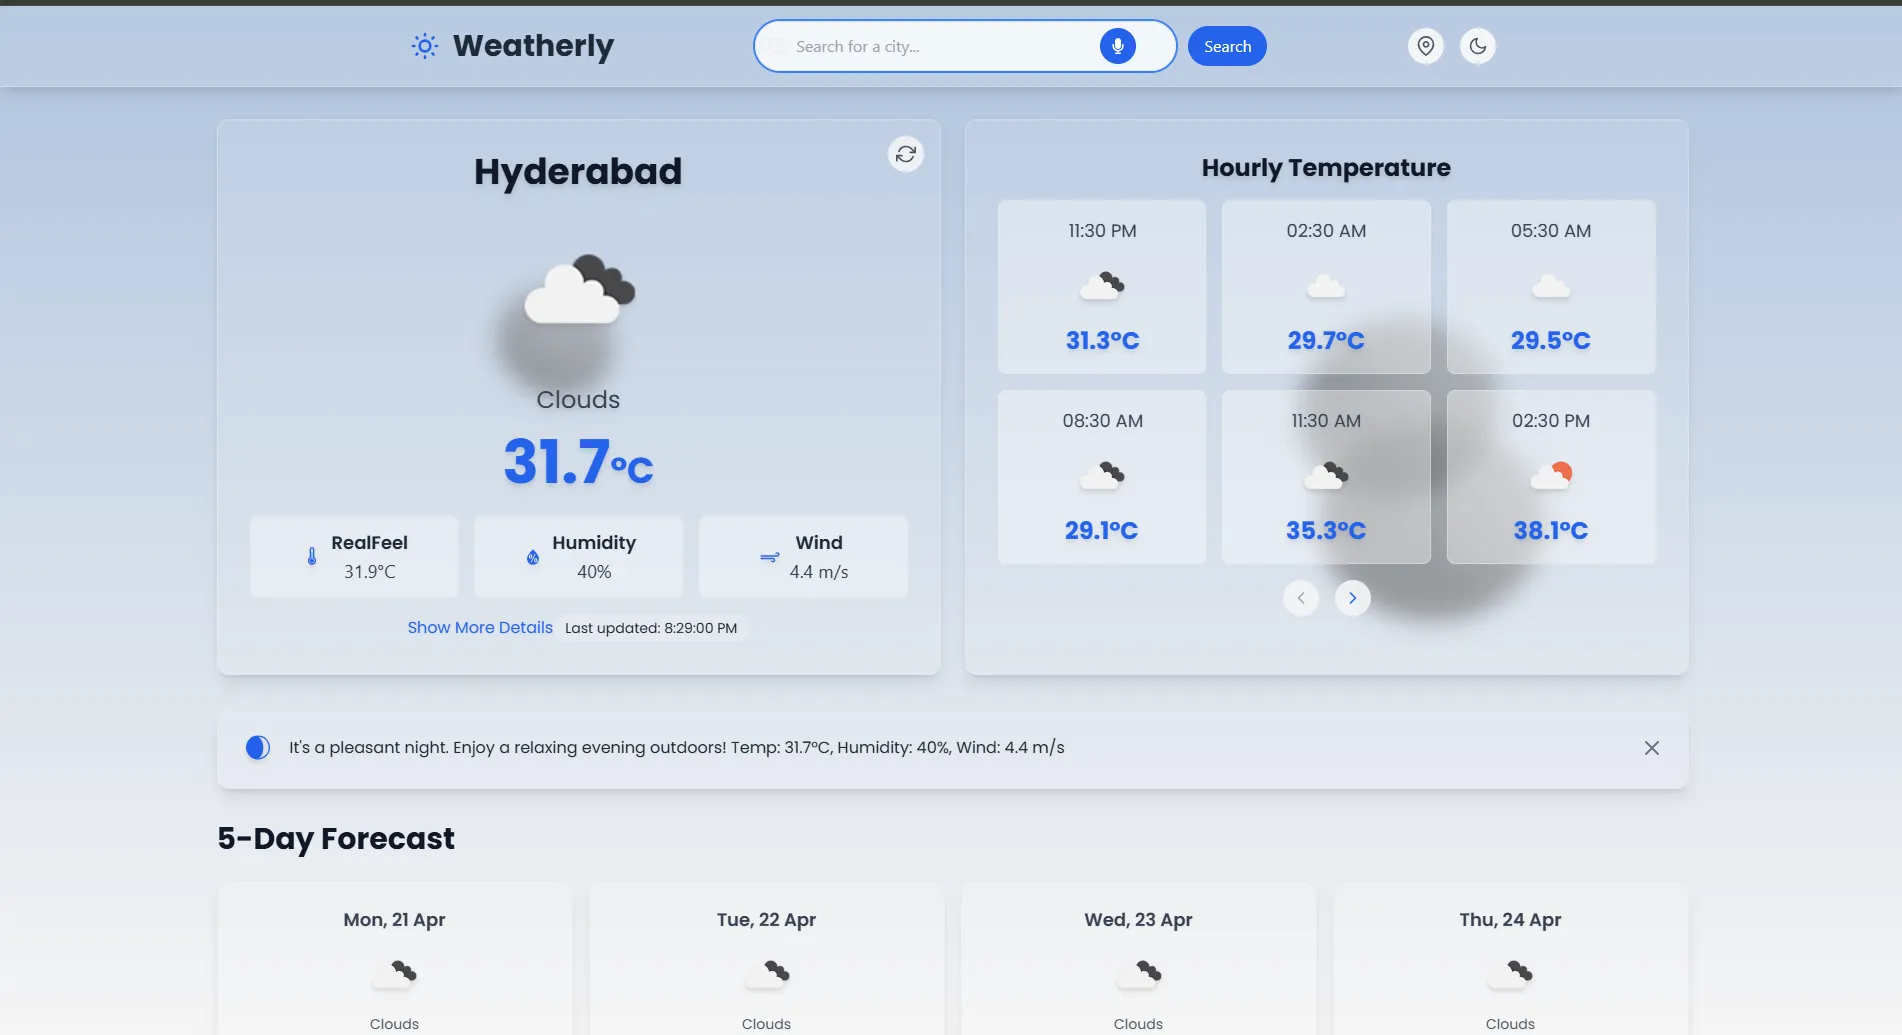 Weatherly
Search for a city...
Search
Hyderabad
Clouds
31.7°C
RealFeel
31.9°C
Humidity
40%
Wind
4.4 m/s
Show More Details
Last updated: 8:29:00 PM
Hourly Temperature
11:30 PM
31.3°C
02:30 AM
29.7°C
05:30 AM
29.5°C
08:30 AM
29.1°C
11:30 AM
35.3°C
02:30 PM
38.1°C
It's a pleasant night. Enjoy a relaxing evening outdoors! Temp: 31.7°C, Humidity: 40%, Wind: 4.4 m/s
5-Day Forecast
Mon, 21 Apr
Clouds
Tue, 22 Apr
Clouds
Wed, 23 Apr
Clouds
Thu, 24 Apr
Clouds